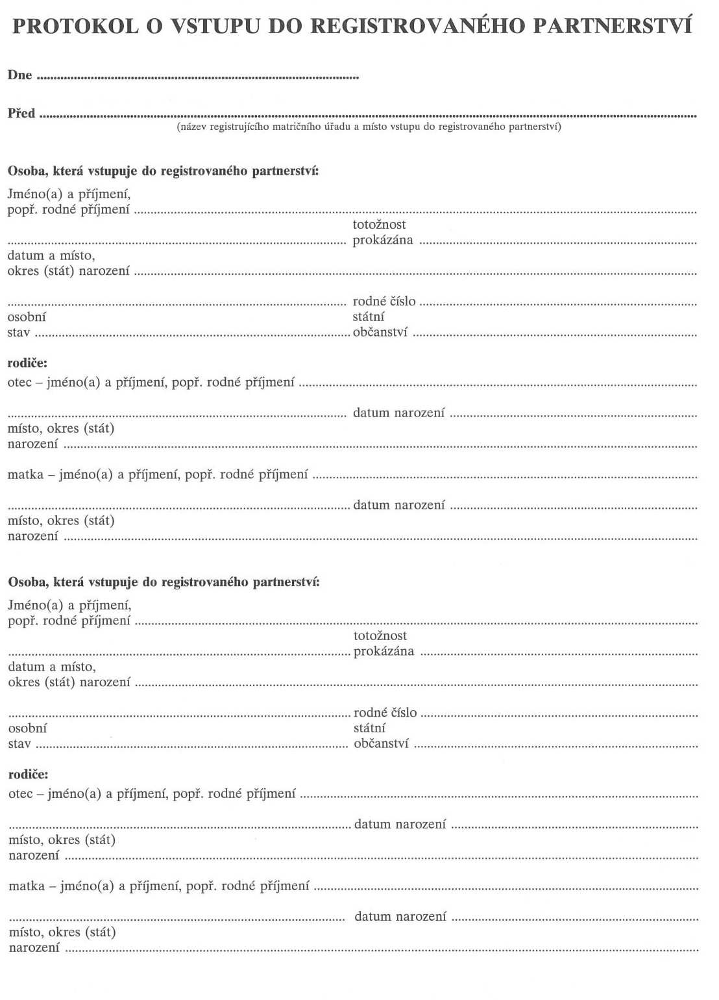 PROTOKOL O VSTUPU DO REGISTROVANÉHO PARTNERSTVÍ
Dne ................................................................
Před ................................................................
(název registrujícího matričního úřadu a místo vstupu do registrovaného partnerství)
Osoba, která vstupuje do registrovaného partnerství:
Jméno(a) a příjmení,
popř. rodné příjmení ................................................................
totožnost
................................................................ prokázána ................................................................
datum a místo,
okres (stát) narození ................................................................
................................................................ rodné číslo ................................................................
osobní státní
stav ................................................................ občanství ................................................................
rodiče:
otec – jméno(a) a příjmení, popř. rodné příjmení ................................................................
................................................................ datum narození ................................................................
místo, okres (stát)
narození ................................................................
matka – jméno(a) a příjmení, popř. rodné příjmení ................................................................
................................................................ datum narození ................................................................
místo, okres (stát)
narození ................................................................
Osoba, která vstupuje do registrovaného partnerství:
Jméno(a) a příjmení,
popř. rodné příjmení ................................................................
totožnost
................................................................ prokázána ................................................................
datum a místo,
okres (stát) narození ................................................................
................................................................ rodné číslo ................................................................
osobní státní
stav ................................................................ občanství ................................................................
rodiče:
otec – jméno(a) a příjmení, popř. rodné příjmení ................................................................
................................................................ datum narození ................................................................
místo, okres (stát)
narození ................................................................
matka – jméno(a) a příjmení, popř. rodné příjmení ................................................................
................................................................ datum narození ................................................................
místo, okres (stát)
narození ................................................................